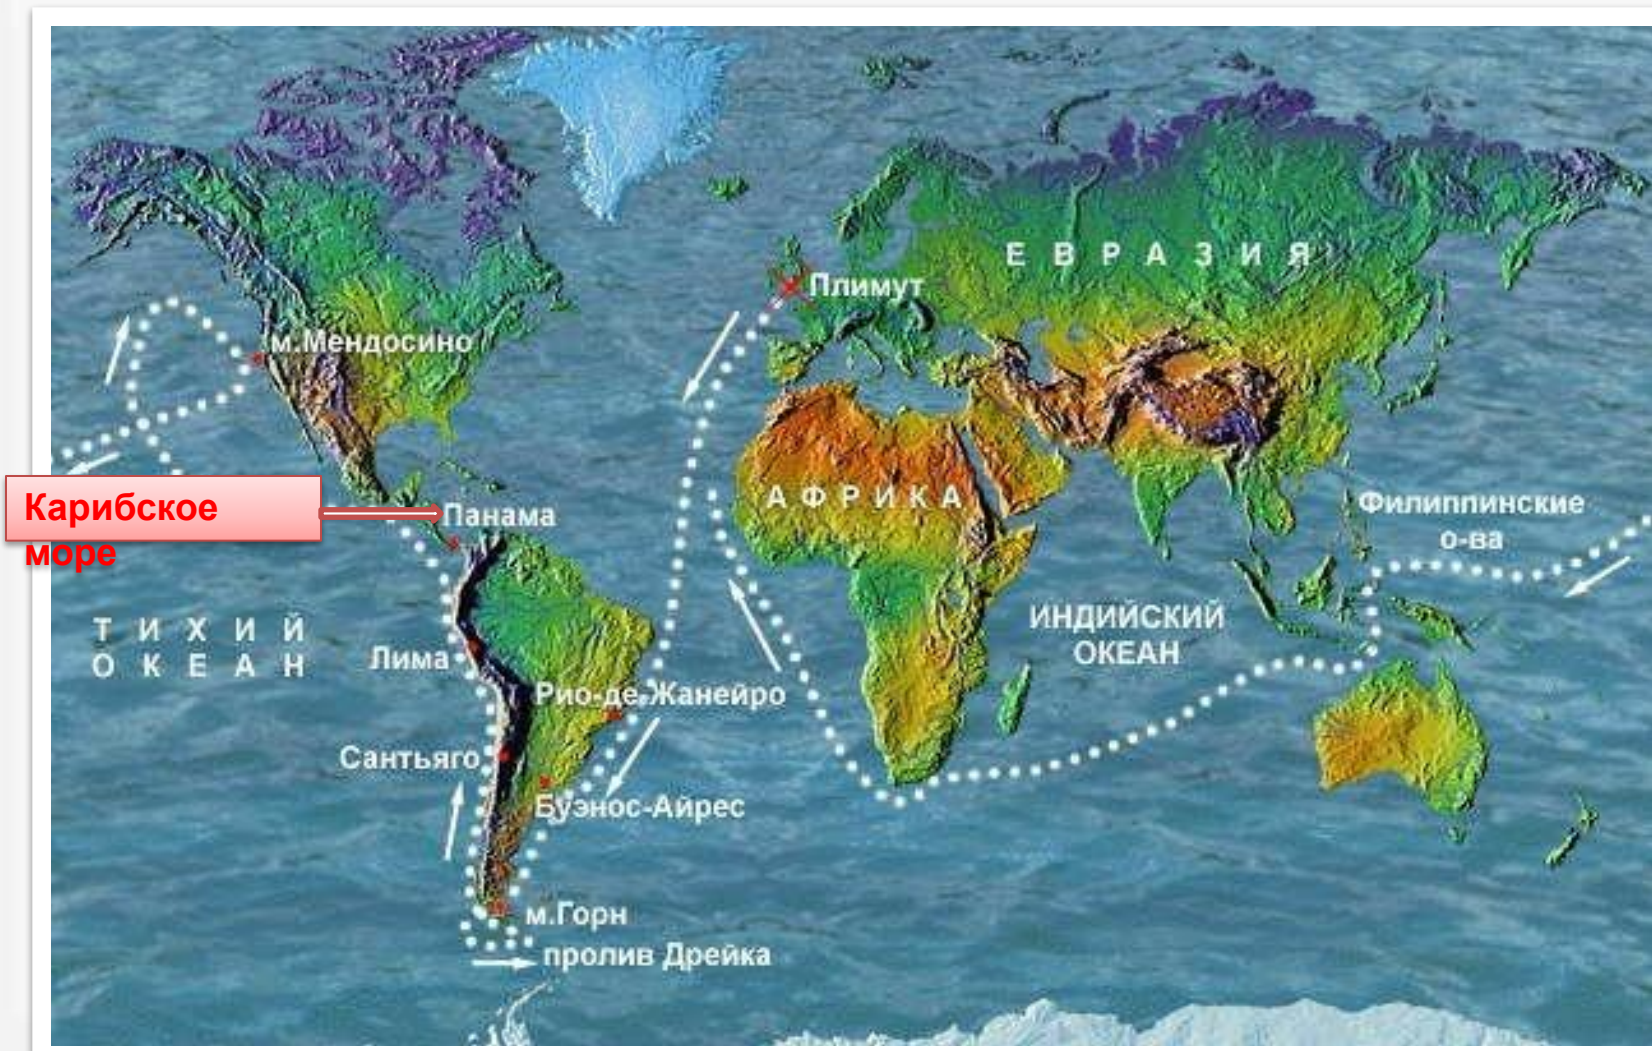 Е В Р А З И Я
Плимут
м.Мендосино
А Ф Р И К А
Филиппинские
о-ва
Карибское
море
Панама
Т И Х И Й
О К Е А Н
ИНДИЙСКИЙ
ОКЕАН
Лима
Рио-де-Жанейро
Сантьяго
Буэнос-Айрес
м.Горн
пролив Дрейка